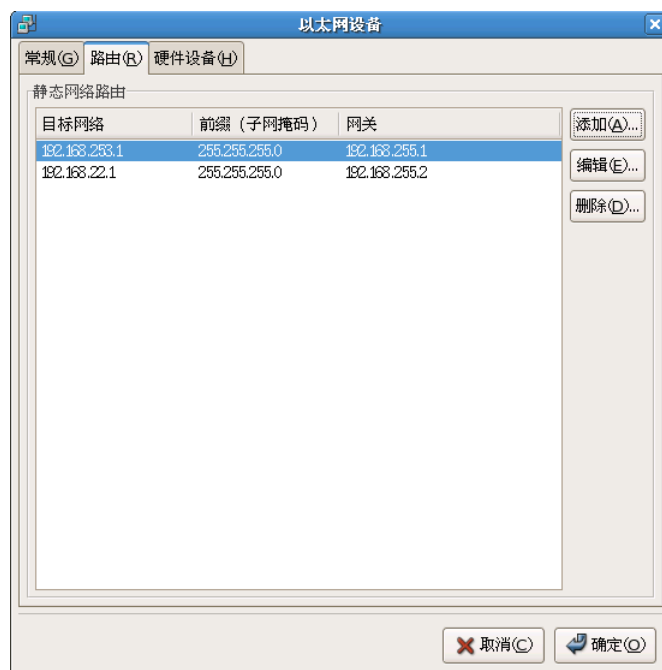 以太网设备
常规(G) 路由(R) 硬件设备(H)
静态网络路由
目标网络 前缀（子网掩码） 网关
192.168.253.1 255.255.255.0 192.168.255.1
192.168.22.1 255.255.255.0 192.168.255.2
添加(A)...
编辑(E)...
删除(D)...
取消(C) 确定(O)